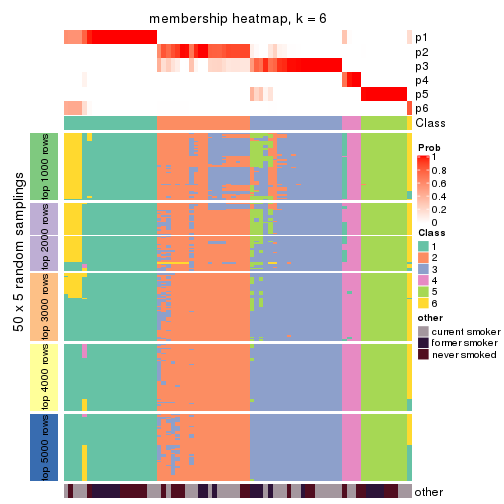 membership heatmap, k = 6
p1
p2
p3
p4
p5
p6
Class
50 x 5 random samplings
top 1000 rows
top 2000 rows
top 3000 rows
top 4000 rows
top 5000 rows
other
Prob
1
0.8
0.6
0.4
0.2
0
Class
1
2
3
4
5
6
other
current smoker
former smoker
never smoked